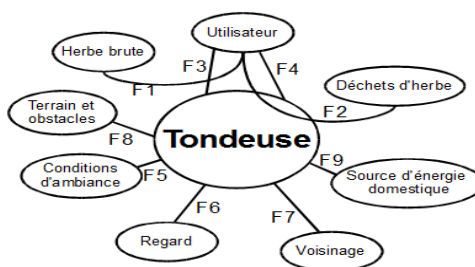 Utilisateur
Herbe brute
F3
F4
F1
Déchets d'herbe
F2
Terrain et
obstacles
F8
Tondeuse
Conditions
d'ambiance
F5
F9
Source d'énergie
domestique
F6
F7
Regard
Voisinage